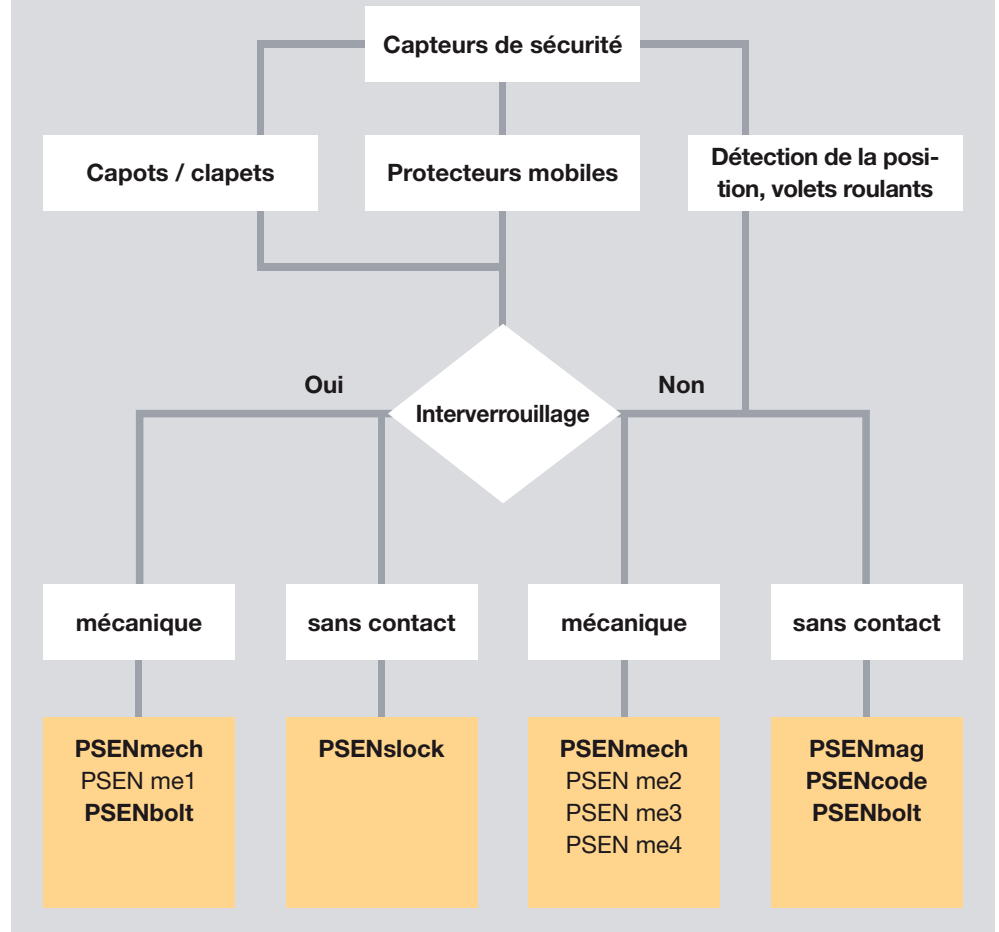 Capteurs de sécurité
Capots / clapets
Protecteurs mobiles
Détection de la posi-
tion, volets roulants
Oui
Non
Interverrouillage
mécanique
sans contact
mécanique
sans contact
PSENmech
PSEN me1
PSENbolt
PSENslock
PSENmech
PSEN me2
PSEN me3
PSEN me4
PSENmag
PSENcode
PSENbolt